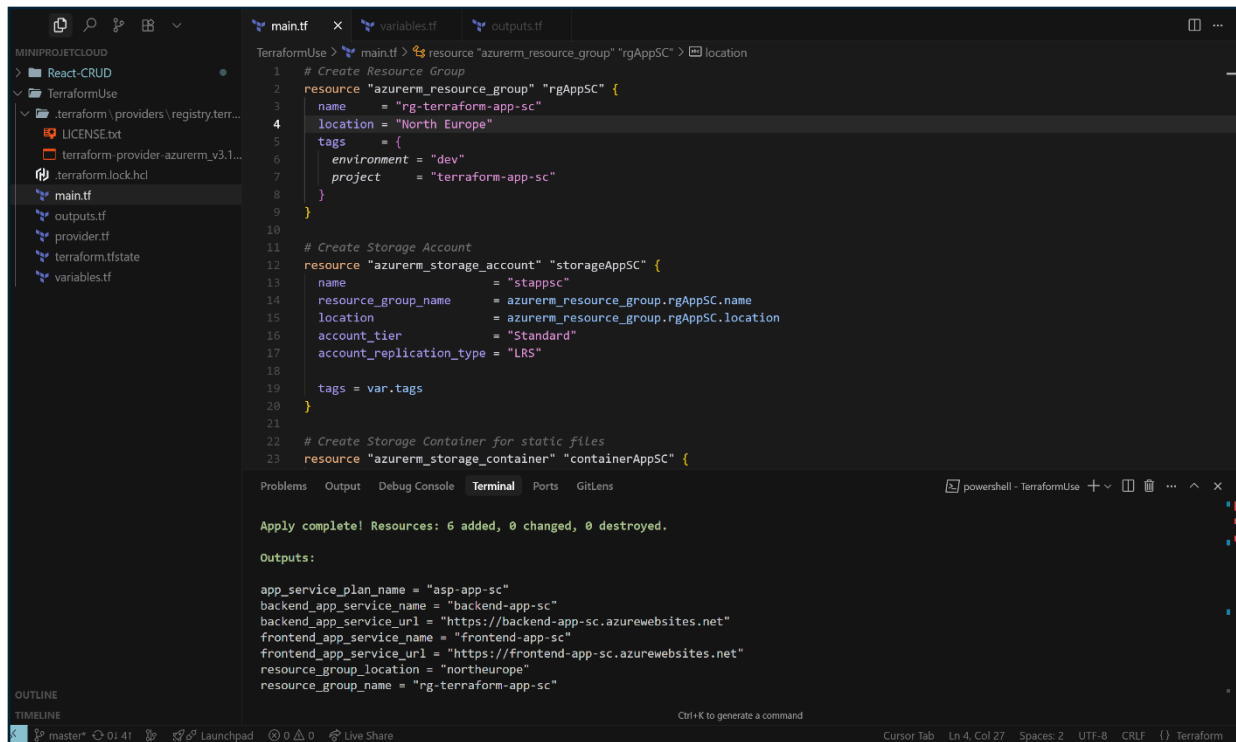 main.tf
variables.tf
outputs.tf
MINIPROJETCLOUD
React-CRUD
TerraformUse
.terraform \ providers \ registry.terr...
LICENSE.txt
terraform-provider-azurerm_v3.1...
.terraform.lock.hcl
main.tf
outputs.tf
provider.tf
terraform.tfstate
variables.tf
TerraformUse > main.tf > resource "azurerm_resource_group" "rgAppSC" > location
1 # Create Resource Group
2 resource "azurerm_resource_group" "rgAppSC" {
3 name = "rg-terraform-app-sc"
4 location = "North Europe"
5 tags = {
6 environment = "dev"
7 project = "terraform-app-sc"
8 }
9 }
10
11 # Create Storage Account
12 resource "azurerm_storage_account" "storageAppSC" {
13 name = "stappsc"
14 resource_group_name = azurerm_resource_group.rgAppSC.name
15 location = azurerm_resource_group.rgAppSC.location
16 account_tier = "Standard"
17 account_replication_type = "LRS"
18
19 tags = var.tags
20 }
21
22 # Create Storage Container for static files
23 resource "azurerm_storage_container" "containerAppSC" {
Problems Output Debug Console Terminal Ports GitLens
powershell - TerraformUse
Apply complete! Resources: 6 added, 0 changed, 0 destroyed.
Outputs:
app_service_plan_name = "asp-app-sc"
backend_app_service_name = "backend-app-sc"
backend_app_service_url = "https://backend-app-sc.azurewebsites.net"
frontend_app_service_name = "frontend-app-sc"
frontend_app_service_url = "https://frontend-app-sc.azurewebsites.net"
resource_group_location = "northeurope"
resource_group_name = "rg-terraform-app-sc"
Ctrl+K to generate a command
OUTLINE
TIMELINE
master* 0↓ 4↑ Launchpad 0 0 Live Share
Cursor Tab Ln 4, Col 27 Spaces: 2 UTF-8 CRLF {} Terraform